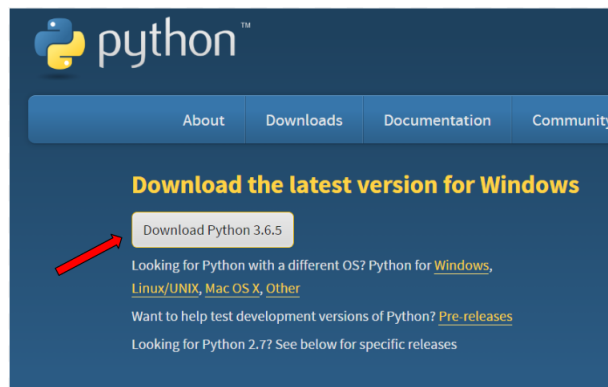 python™
About Downloads Documentation Community
Download the latest version for Windows
Download Python 3.6.5
Looking for Python with a different OS? Python for Windows,
Linux/UNIX, Mac OS X, Other
Want to help test development versions of Python? Pre-releases
Looking for Python 2.7? See below for specific releases